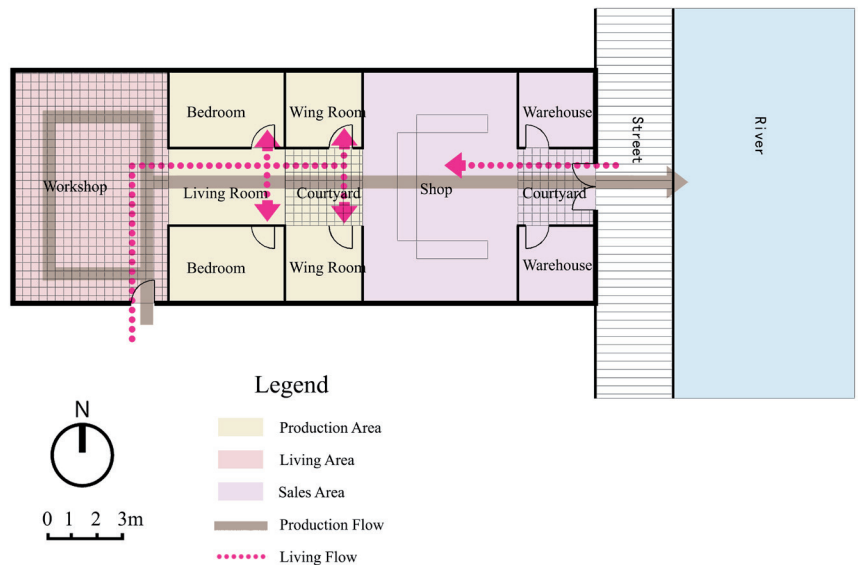 Bedroom
Wing Room
Warehouse
Workshop
Living Room
Courtyard
Shop
Courtyard
Street
River
Bedroom
Wing Room
Warehouse
Legend
N
Production Area
Living Area
Sales Area
0 1 2 3m
Production Flow
Living Flow